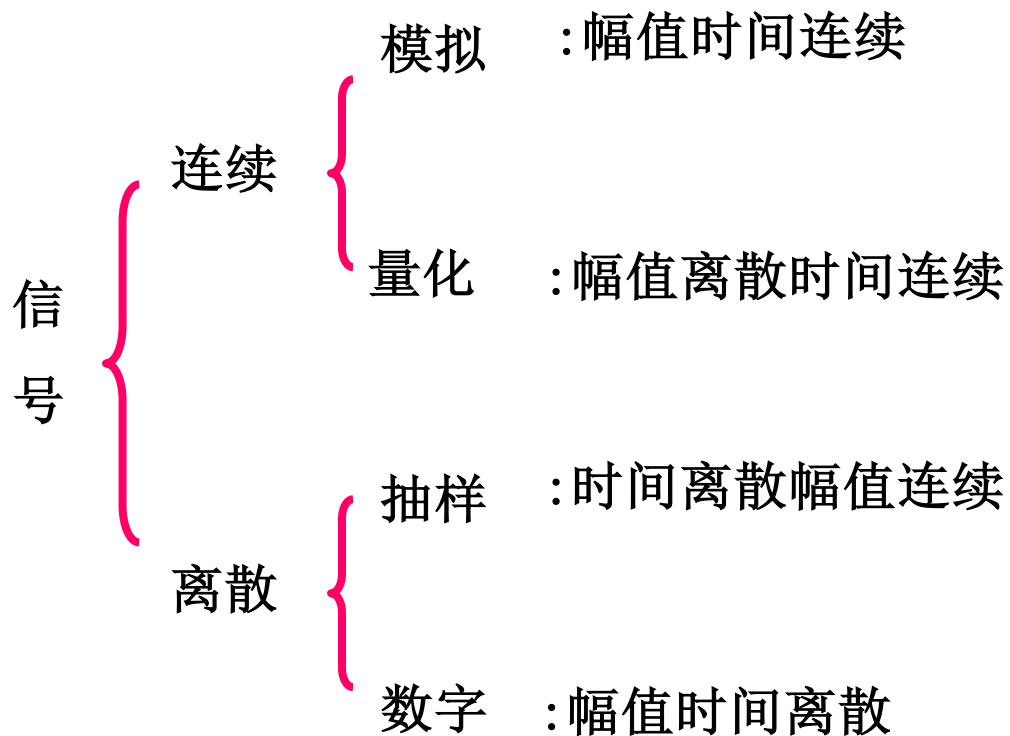 模拟 :幅值时间连续
连续
量化 :幅值离散时间连续
信
号
抽样 :时间离散幅值连续
离散
数字 :幅值时间离散